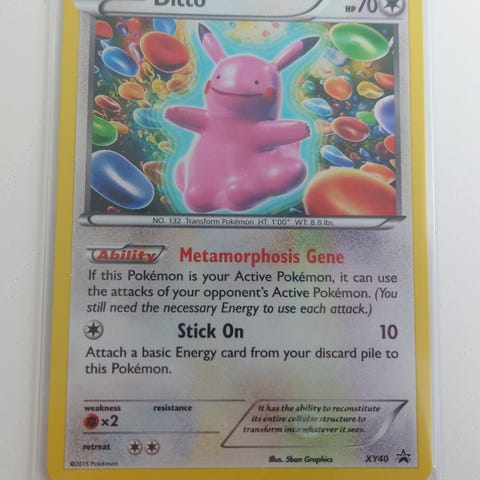 Ditto
HP 70
NO. 132 Transform Pokémon HT: 1'00" WT: 8.8 lbs.
Ability Metamorphosis Gene
If this Pokémon is your Active Pokémon, it can use
the attacks of your opponent's Active Pokémon. (You
still need the necessary Energy to use each attack.)
Stick On 10
Attach a basic Energy card from your discard pile to
this Pokémon.
weakness resistance
×2
retreat
It has the ability to reconstitute
its entire cellular structure to
transform into whatever it sees.
Illus. 5ban Graphics
XY40
©2015 Pokémon